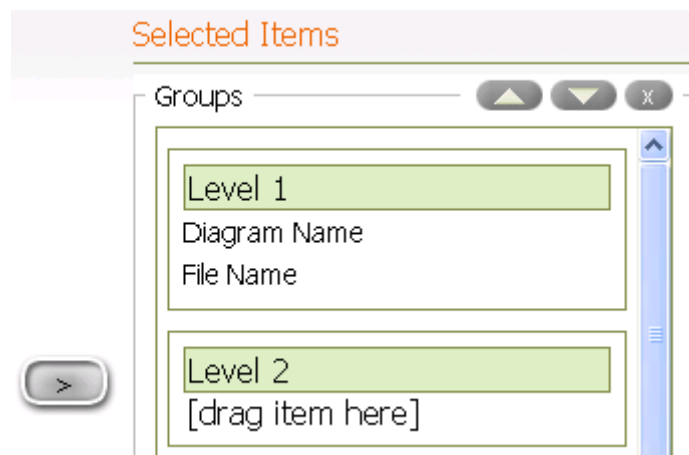 Selected Items
Groups
x
Level 1
Diagram Name
File Name
>
Level 2
[drag item here]